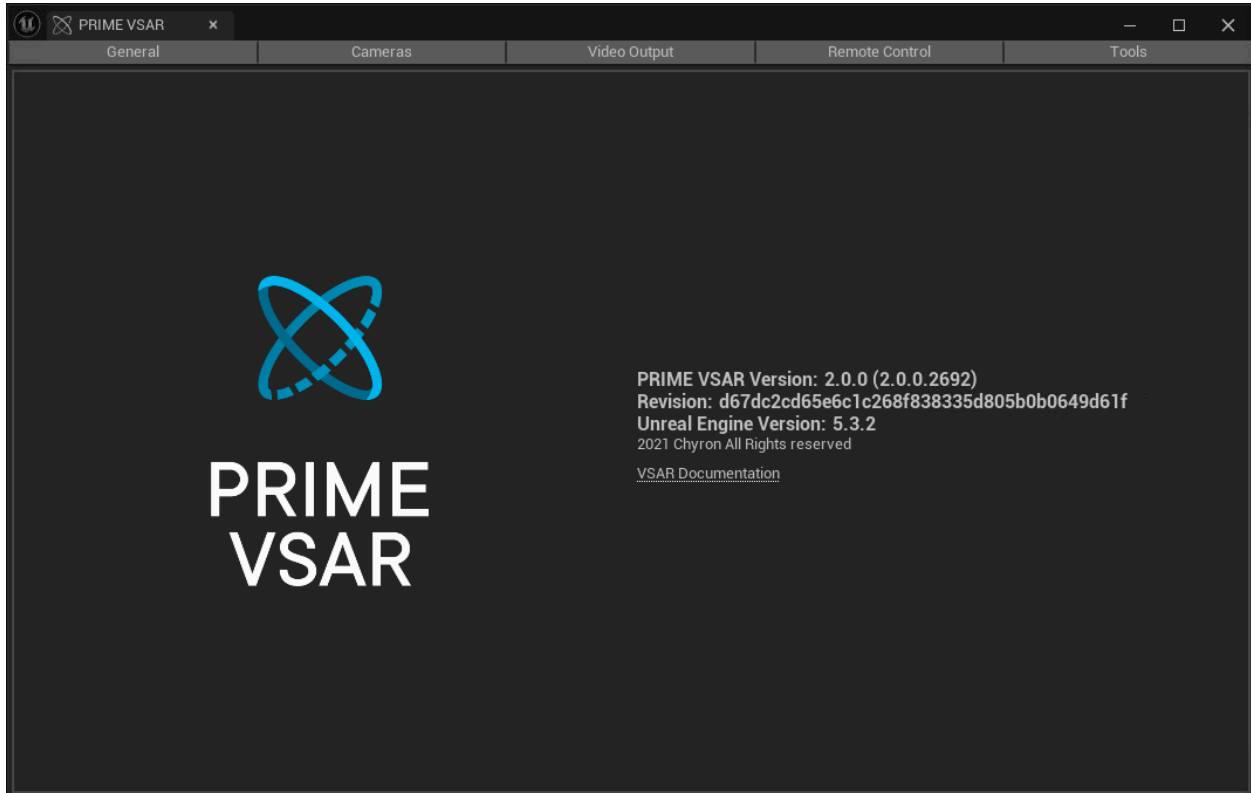 PRIME VSAR
General Cameras Video Output Remote Control Tools
PRIME VSAR Version: 2.0.0 (2.0.0.2692)
Revision: d67dc2cd65e6c1c268f838335d805b0b0649d61f
Unreal Engine Version: 5.3.2
2021 Chyron All Rights reserved
VSAR Documentation
PRIME
VSAR